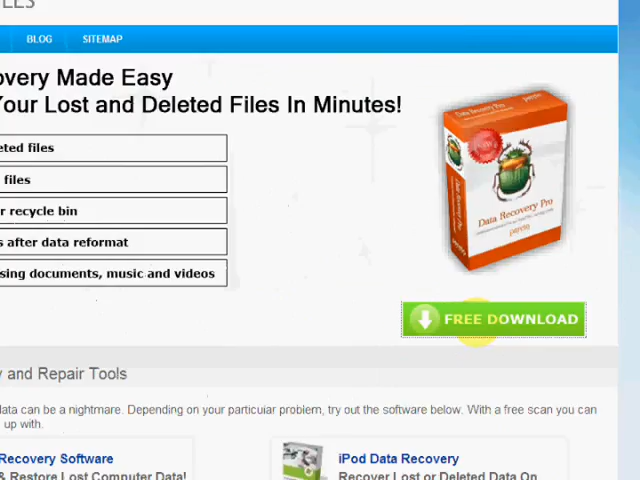 BLOG SITEMAP
overy Made Easy
Your Lost and Deleted Files In Minutes!
eted files
files
r recycle bin
s after data reformat
sing documents, music and videos
Data Recovery Pro
paretologic
FREE DOWNLOAD
y and Repair Tools
ata can be a nightmare. Depending on your particular problem, try out the software below. With a free scan you can
up with.
Recovery Software
& Restore Lost Computer Data!
iPod Data Recovery
Recover Lost or Deleted Data On